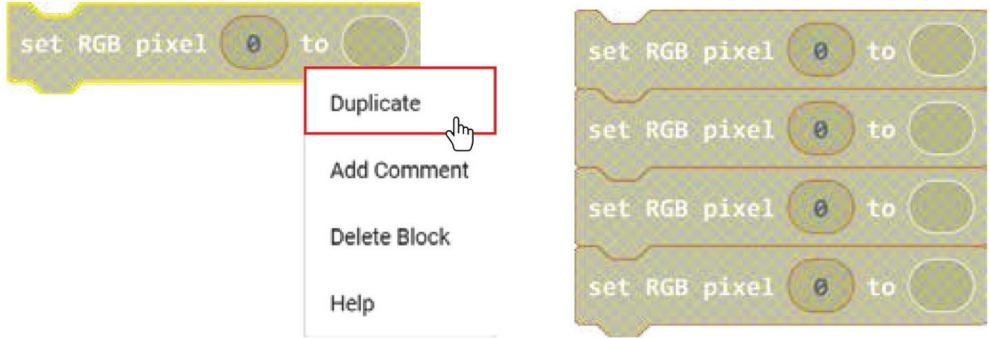 set RGB pixel 0 to
Duplicate
Add Comment
Delete Block
Help
set RGB pixel 0 to
set RGB pixel 0 to
set RGB pixel 0 to
set RGB pixel 0 to